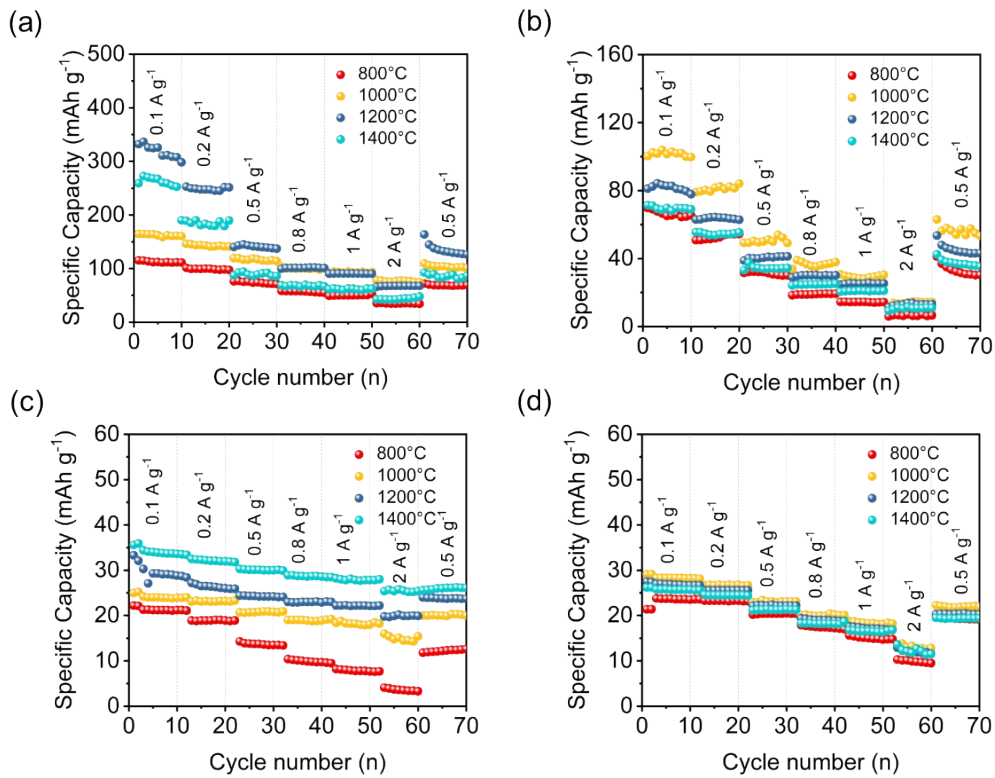 (a)
500
400
300
200
100
0
0 10 20 30 40 50 60 70
Specific Capacity (mAh g⁻¹)
Cycle number (n)
800°C
1000°C
1200°C
1400°C
0.1 A g⁻¹
0.2 A g⁻¹
0.5 A g⁻¹
0.8 A g⁻¹
1 A g⁻¹
2 A g⁻¹
0.5 A g⁻¹
(b)
160
120
80
40
0
0 10 20 30 40 50 60 70
Specific Capacity (mAh g⁻¹)
Cycle number (n)
800°C
1000°C
1200°C
1400°C
0.1 A g⁻¹
0.2 A g⁻¹
0.5 A g⁻¹
0.8 A g⁻¹
1 A g⁻¹
2 A g⁻¹
0.5 A g⁻¹
(c)
60
50
40
30
20
10
0
0 10 20 30 40 50 60 70
Specific Capacity (mAh g⁻¹)
Cycle number (n)
800°C
1000°C
1200°C
1400°C
0.1 A g⁻¹
0.2 A g⁻¹
0.5 A g⁻¹
0.8 A g⁻¹
1 A g⁻¹
2 A g⁻¹
0.5 A g⁻¹
(d)
60
50
40
30
20
10
0
0 10 20 30 40 50 60 70
Specific Capacity (mAh g⁻¹)
Cycle number (n)
800°C
1000°C
1200°C
1400°C
0.1 A g⁻¹
0.2 A g⁻¹
0.5 A g⁻¹
0.8 A g⁻¹
1 A g⁻¹
2 A g⁻¹
0.5 A g⁻¹